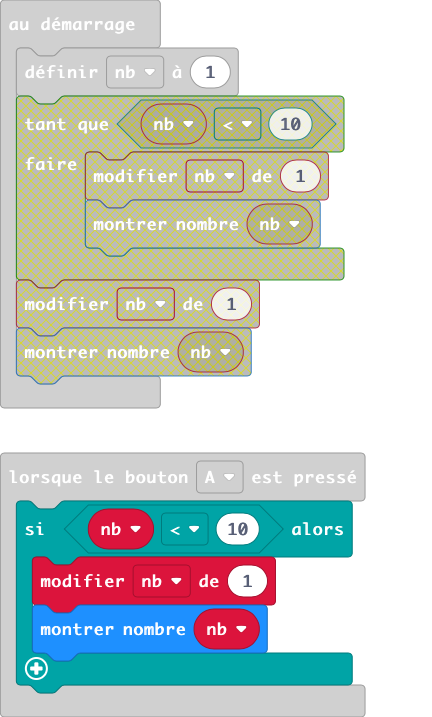 au démarrage
définir nb à 1
tant que nb < 10
faire
modifier nb de 1
montrer nombre nb
modifier nb de 1
montrer nombre nb
lorsque le bouton A est pressé
si nb < 10 alors
modifier nb de 1
montrer nombre nb